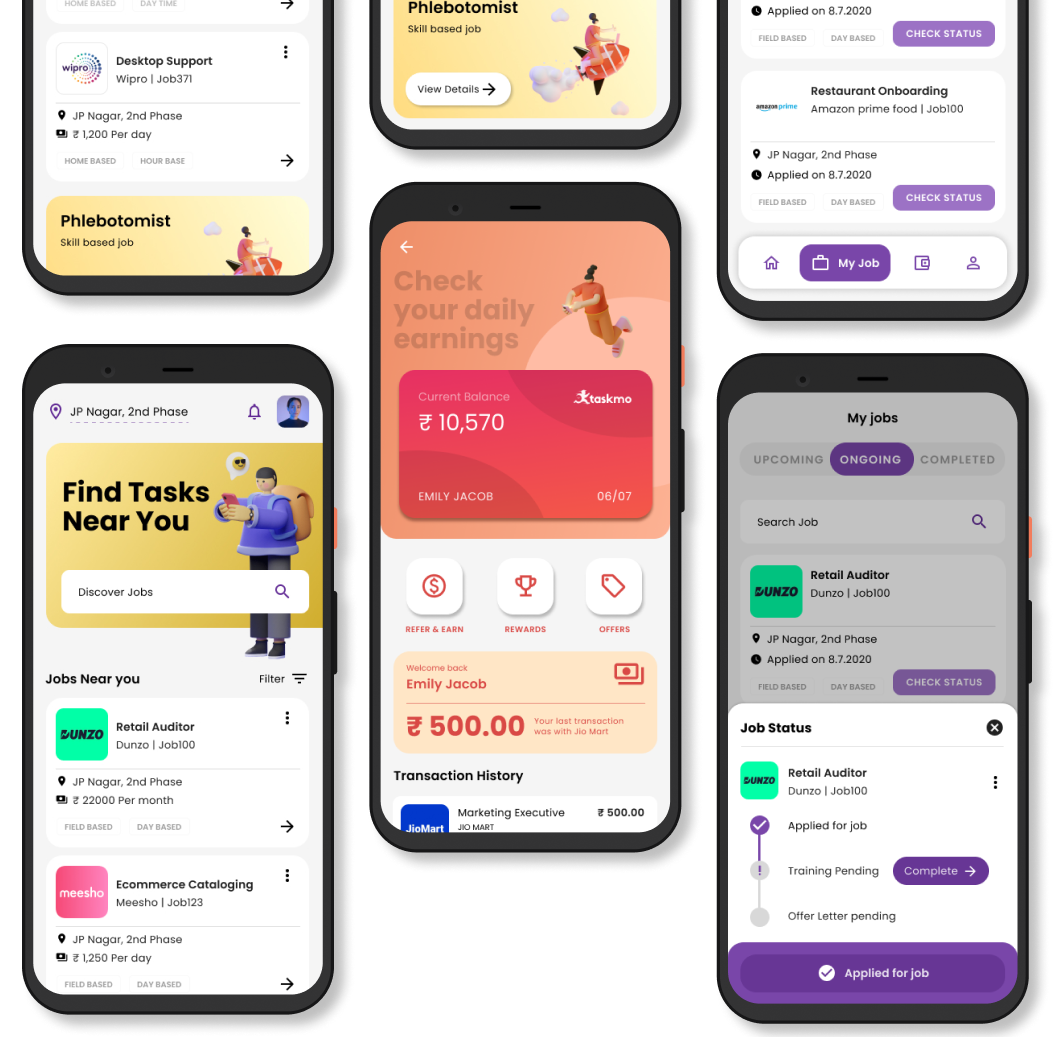 HOME BASED
DAY TIME
wipro
Desktop Support
Wipro | Job371
JP Nagar, 2nd Phase
₹ 1,200 Per day
HOME BASED
HOUR BASE
Phlebotomist
Skill based job
JP Nagar, 2nd Phase
Find Tasks
Near You
Discover Jobs
Jobs Near you
Filter
DUNZO
Retail Auditor
Dunzo | Job100
JP Nagar, 2nd Phase
₹ 22000 Per month
FIELD BASED
DAY BASED
meesho
Ecommerce Cataloging
Meesho | Job123
JP Nagar, 2nd Phase
₹ 1,250 Per day
FIELD BASED
DAY BASED
Phlebotomist
Skill based job
View Details
Check
your daily
earnings
Current Balance
taskmo
₹ 10,570
EMILY JACOB
06/07
REFER & EARN
REWARDS
OFFERS
Welcome back
Emily Jacob
₹ 500.00
Your last transaction
was with Jio Mart
Transaction History
JioMart
Marketing Executive
₹ 500.00
JIO MART
Applied on 8.7.2020
FIELD BASED
DAY BASED
CHECK STATUS
amazon prime
Restaurant Onboarding
Amazon prime food | Job100
JP Nagar, 2nd Phase
Applied on 8.7.2020
FIELD BASED
DAY BASED
CHECK STATUS
My Job
My jobs
UPCOMING
ONGOING
COMPLETED
Search Job
DUNZO
Retail Auditor
Dunzo | Job100
JP Nagar, 2nd Phase
Applied on 8.7.2020
FIELD BASED
DAY BASED
CHECK STATUS
Job Status
DUNZO
Retail Auditor
Dunzo | Job100
Applied for job
!
Training Pending
Complete
Offer Letter pending
Applied for job